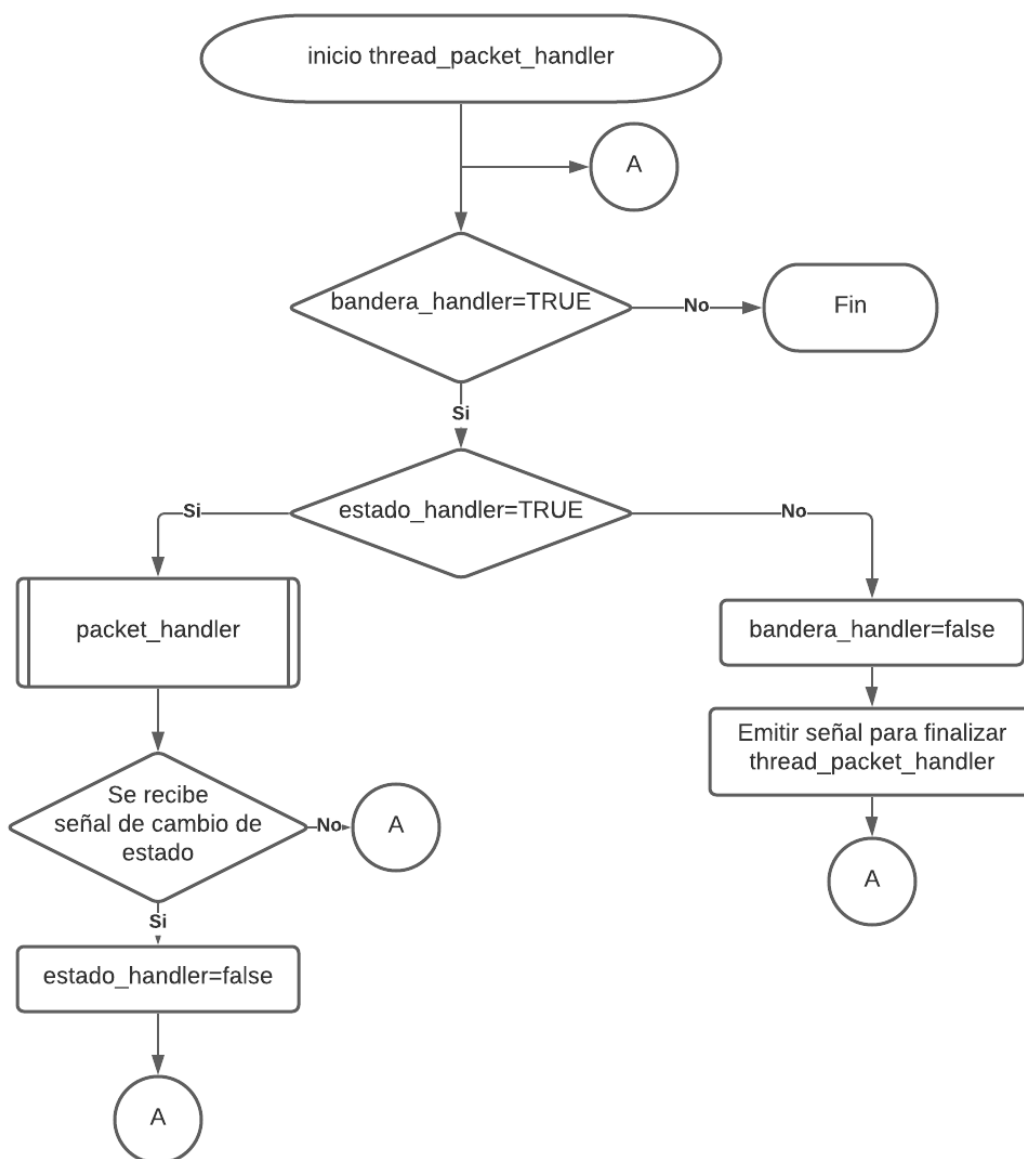 inicio thread_packet_handler
A
bandera_handler=TRUE
No
Fin
Si
estado_handler=TRUE
Si
No
packet_handler
bandera_handler=false
Emitir señal para finalizar
thread_packet_handler
Se recibe
señal de cambio de
estado
No
A
A
Si
estado_handler=false
A